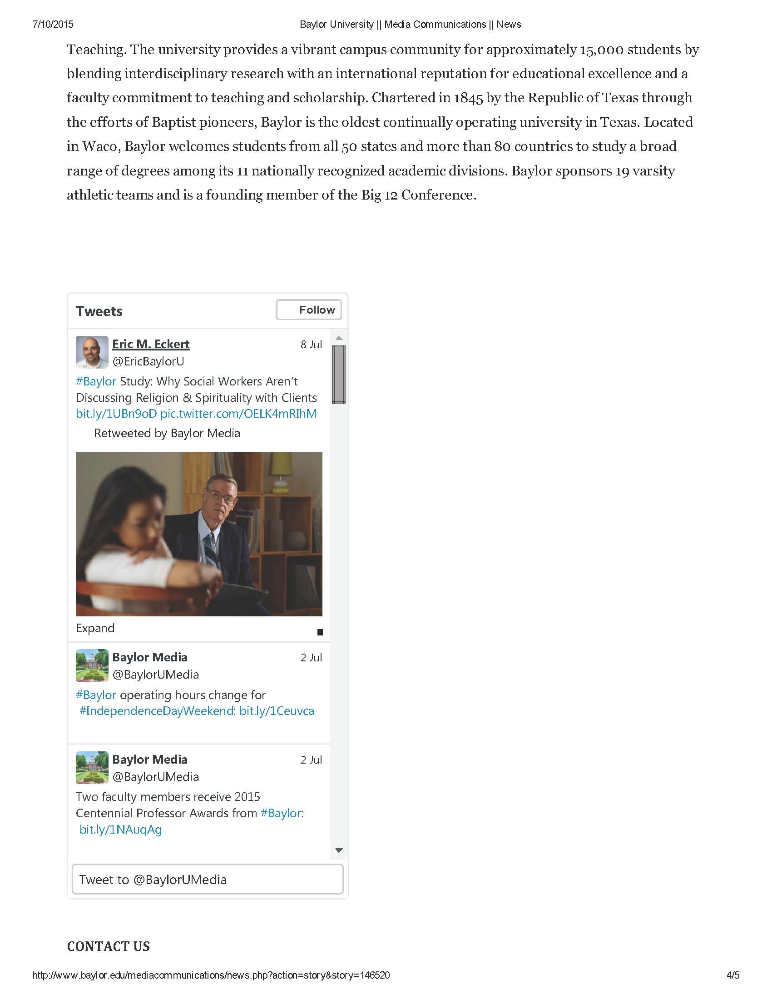 7/10/2015 Baylor University || Media Communications || News
Teaching. The university provides a vibrant campus community for approximately 15,000 students by
blending interdisciplinary research with an international reputation for educational excellence and a
faculty commitment to teaching and scholarship. Chartered in 1845 by the Republic of Texas through
the efforts of Baptist pioneers, Baylor is the oldest continually operating university in Texas. Located
in Waco, Baylor welcomes students from all 50 states and more than 80 countries to study a broad
range of degrees among its 11 nationally recognized academic divisions. Baylor sponsors 19 varsity
athletic teams and is a founding member of the Big 12 Conference.
Tweets Follow
Eric M. Eckert 8 Jul
@EricBaylorU
#Baylor Study: Why Social Workers Aren’t
Discussing Religion & Spirituality with Clients
bit.ly/1UBn9oD pic.twitter.com/OELK4mRIhM
Retweeted by Baylor Media
Expand
Baylor Media 2 Jul
@BaylorUMedia
#Baylor operating hours change for
#IndependenceDayWeekend: bit.ly/1Ceuvca
Baylor Media 2 Jul
@BaylorUMedia
Two faculty members receive 2015
Centennial Professor Awards from #Baylor:
bit.ly/1NAuqAg
Tweet to @BaylorUMedia
CONTACT US
http://www.baylor.edu/mediacommunications/news.php?action=story&story=146520 4/5